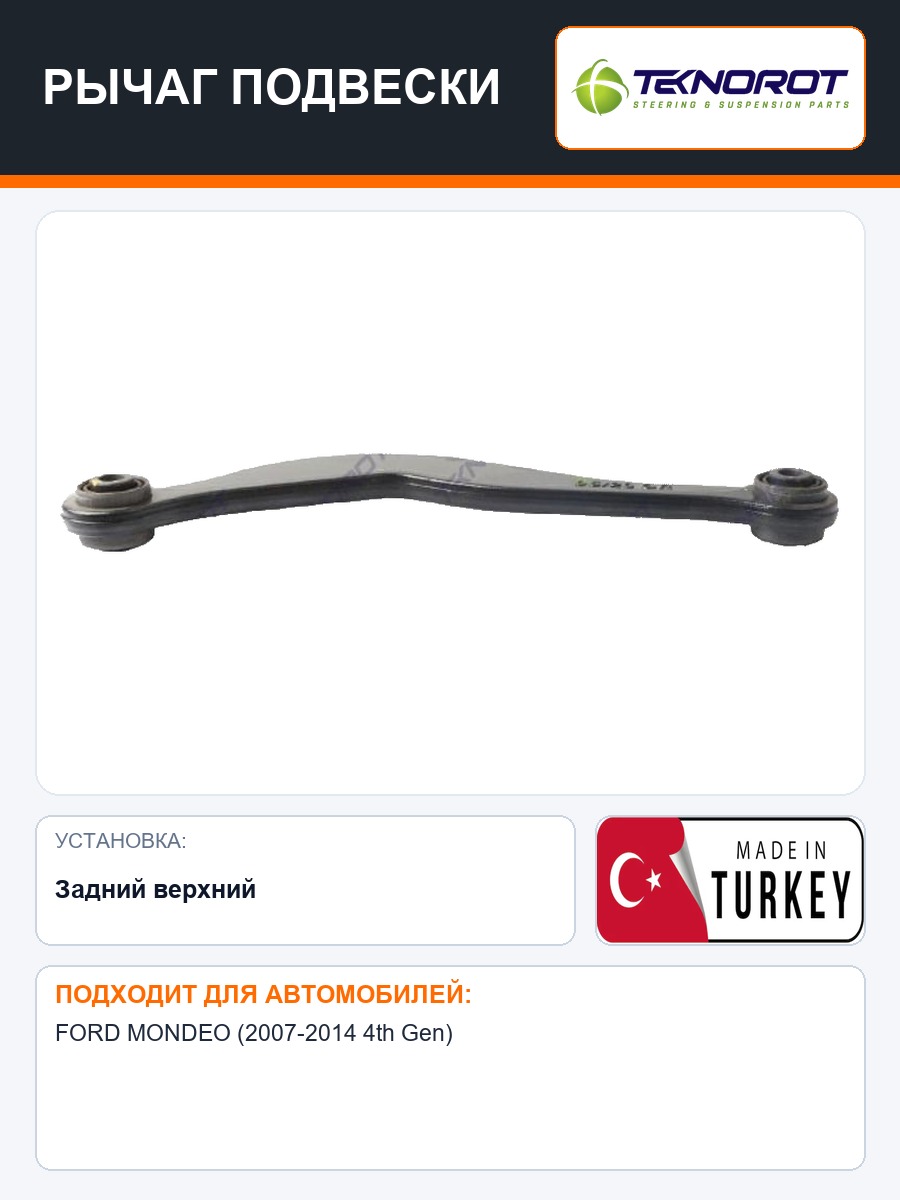 РЫЧАГ ПОДВЕСКИ
TEKNOROT
STEERING & SUSPENSION PARTS
УСТАНОВКА:
Задний верхний
MADE IN
TURKEY
ПОДХОДИТ ДЛЯ АВТОМОБИЛЕЙ:
FORD MONDEO (2007-2014 4th Gen)